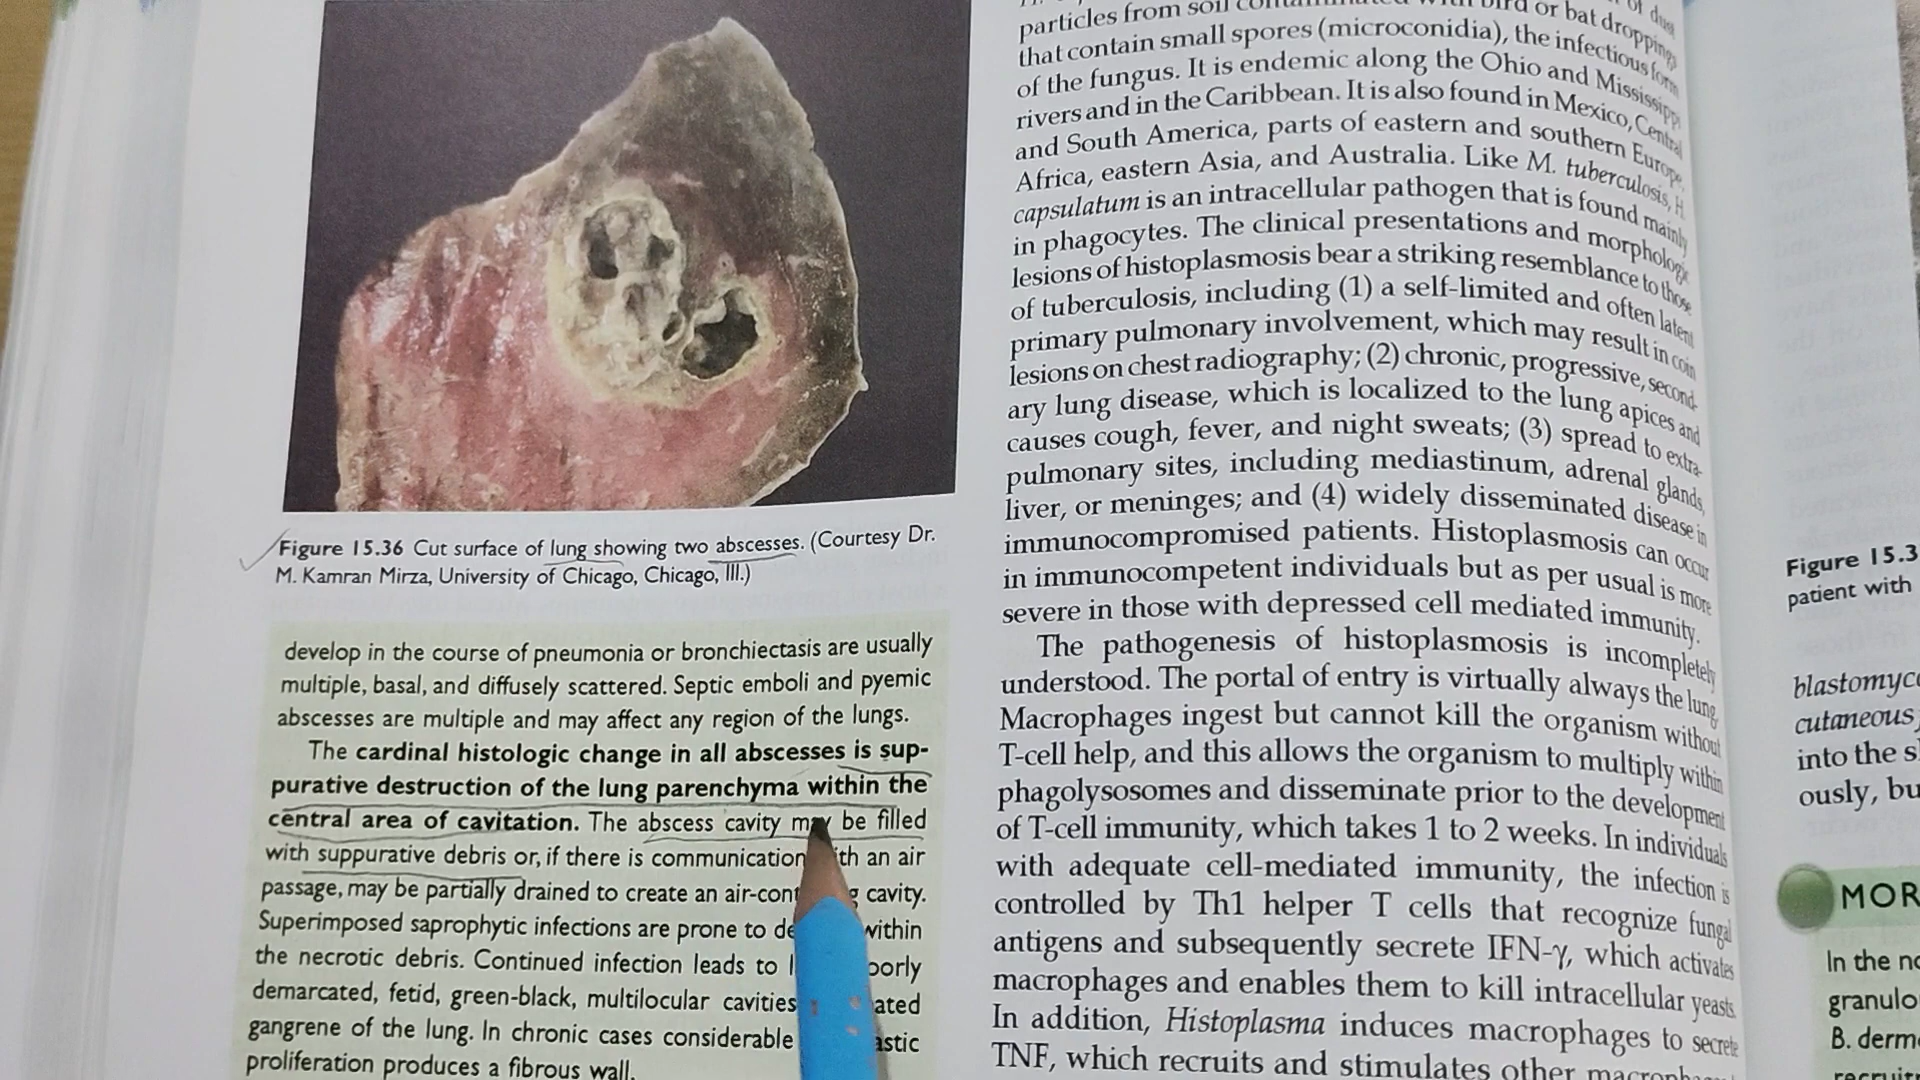 Figure 15.36 Cut surface of lung showing two abscesses. (Courtesy Dr.
M. Kamran Mirza, University of Chicago, Chicago, Ill.)
develop in the course of pneumonia or bronchiectasis are usually
multiple, basal, and diffusely scattered. Septic emboli and pyemic
abscesses are multiple and may affect any region of the lungs.
The cardinal histologic change in all abscesses is sup-
purative destruction of the lung parenchyma within the
central area of cavitation. The abscess cavity may be filled
with suppurative debris or, if there is communication with an air
passage, may be partially drained to create an air-con g cavity.
Superimposed saprophytic infections are prone to de within
the necrotic debris. Continued infection leads to l poorly
demarcated, fetid, green-black, multilocular cavities ated
gangrene of the lung. In chronic cases considerable astic
proliferation produces a fibrous wall.
of dust
particles from soil contaminated with bird or bat droppings
that contain small spores (microconidia), the infectious form
of the fungus. It is endemic along the Ohio and Mississippi
rivers and in the Caribbean. It is also found in Mexico, Central
and South America, parts of eastern and southern Europe,
Africa, eastern Asia, and Australia. Like M. tuberculosis, H.
capsulatum is an intracellular pathogen that is found mainly
in phagocytes. The clinical presentations and morphologic
lesions of histoplasmosis bear a striking resemblance to those
of tuberculosis, including (1) a self-limited and often latent
primary pulmonary involvement, which may result in coin
lesions on chest radiography; (2) chronic, progressive, second-
ary lung disease, which is localized to the lung apices and
causes cough, fever, and night sweats; (3) spread to extra-
pulmonary sites, including mediastinum, adrenal glands,
liver, or meninges; and (4) widely disseminated disease in
immunocompromised patients. Histoplasmosis can occur
in immunocompetent individuals but as per usual is more
severe in those with depressed cell mediated immunity.
The pathogenesis of histoplasmosis is incompletely
understood. The portal of entry is virtually always the lung.
Macrophages ingest but cannot kill the organism without
T-cell help, and this allows the organism to multiply within
phagolysosomes and disseminate prior to the development
of T-cell immunity, which takes 1 to 2 weeks. In individuals
with adequate cell-mediated immunity, the infection is
controlled by Th1 helper T cells that recognize fungal
antigens and subsequently secrete IFN-γ, which activates
macrophages and enables them to kill intracellular yeasts.
In addition, Histoplasma induces macrophages to secrete
TNF, which recruits and stimulates other macroph
Figure 15.3
patient with
blastomyc
cutaneous
into the s
ously, bu
MOR
In the no
granulo
B. derm
recruit